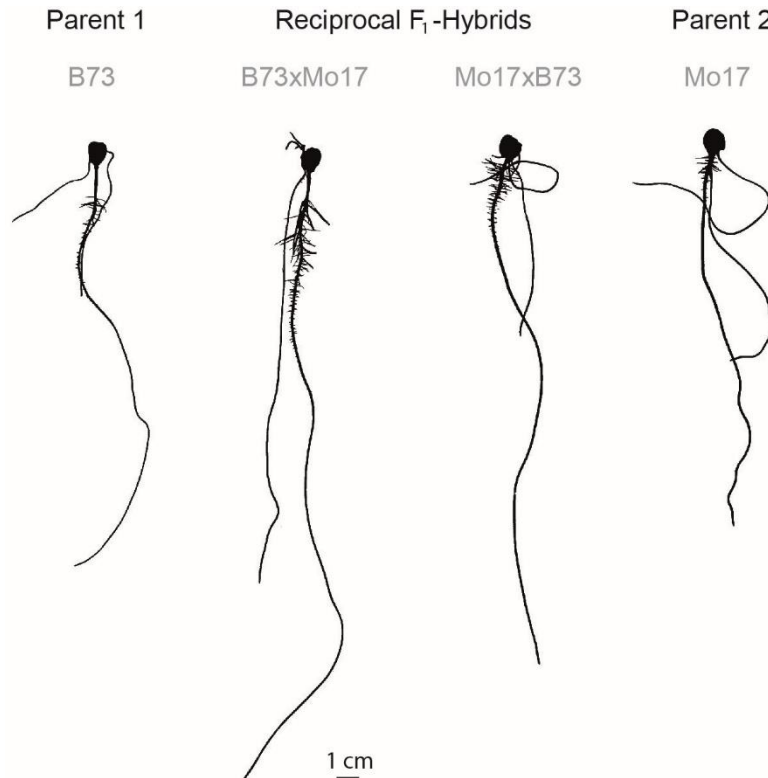 Parent 1 Reciprocal F₁-Hybrids Parent 2
B73 B73xMo17 Mo17xB73 Mo17
1 cm